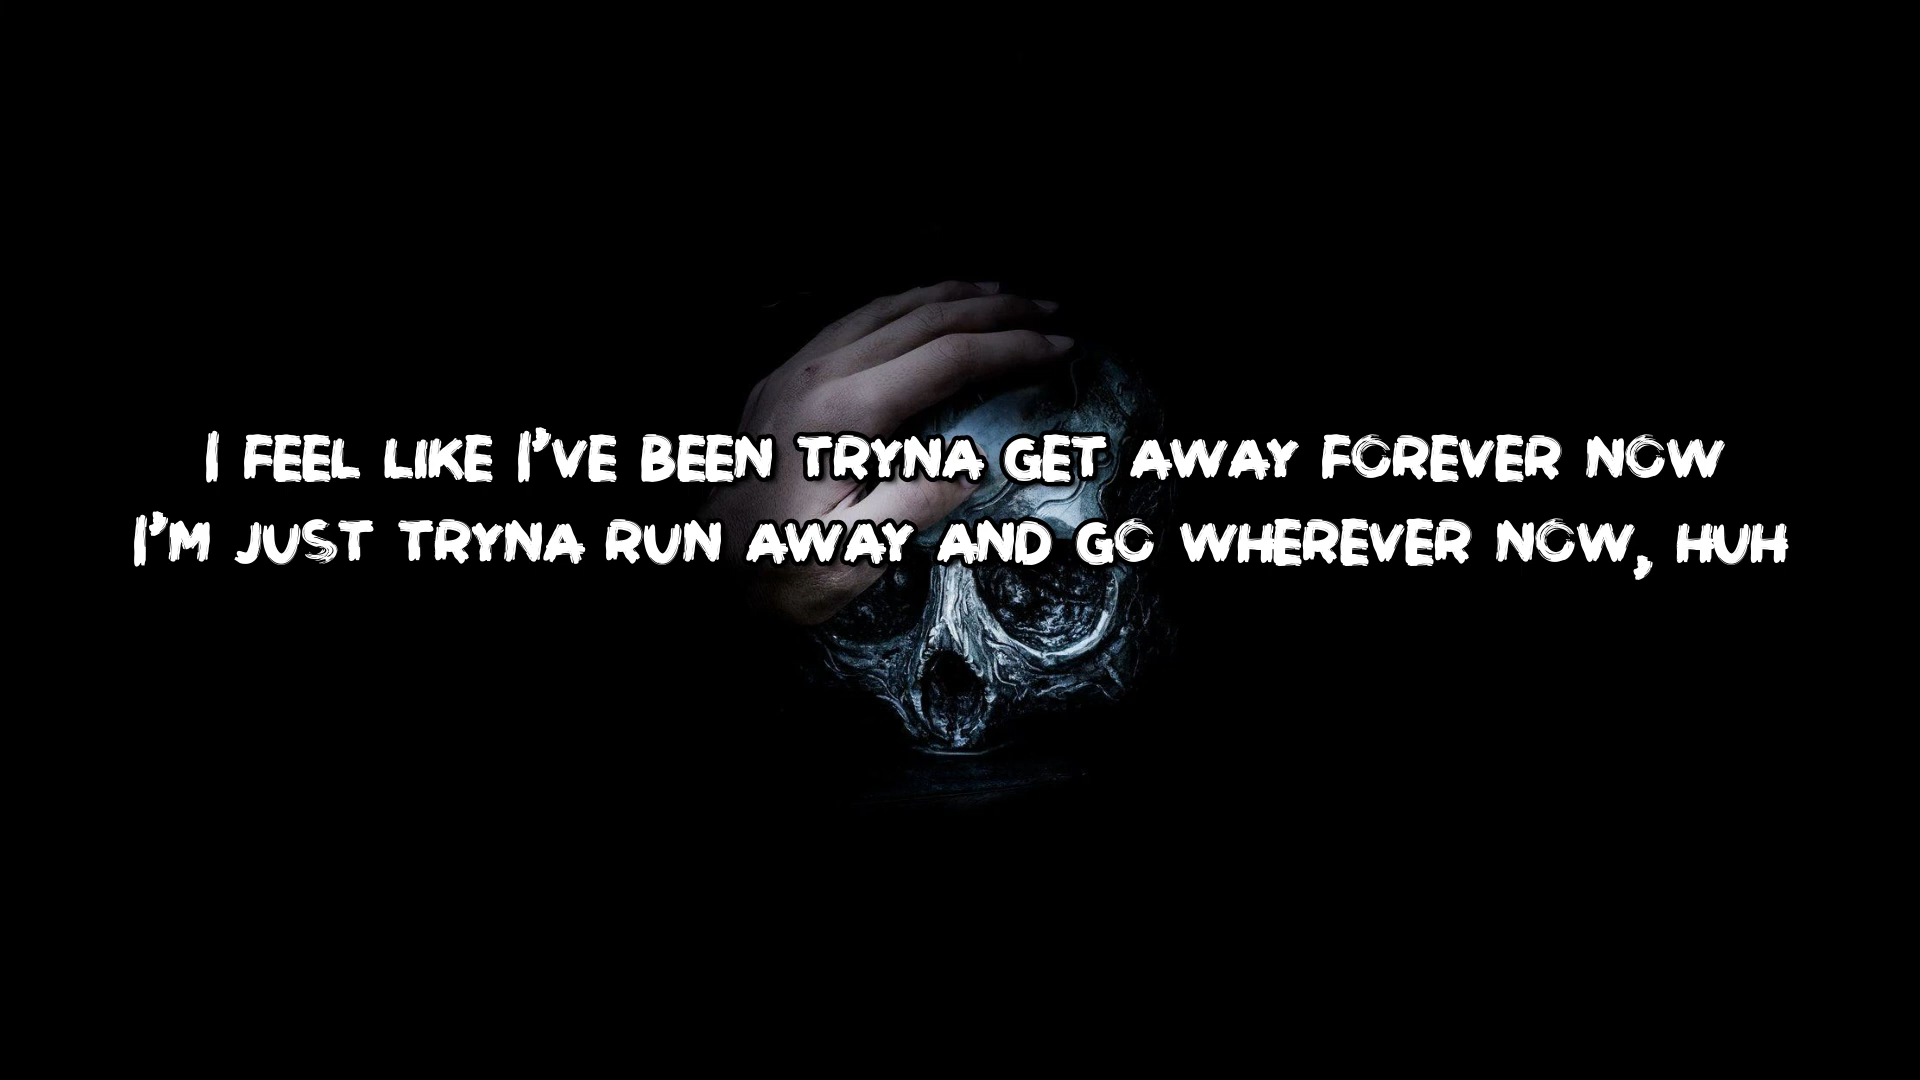 I FEEL LIKE I'VE BEEN TRYNA GET AWAY FOREVER NOW
I'M JUST TRYNA RUN AWAY AND GO WHEREVER NOW, HUH